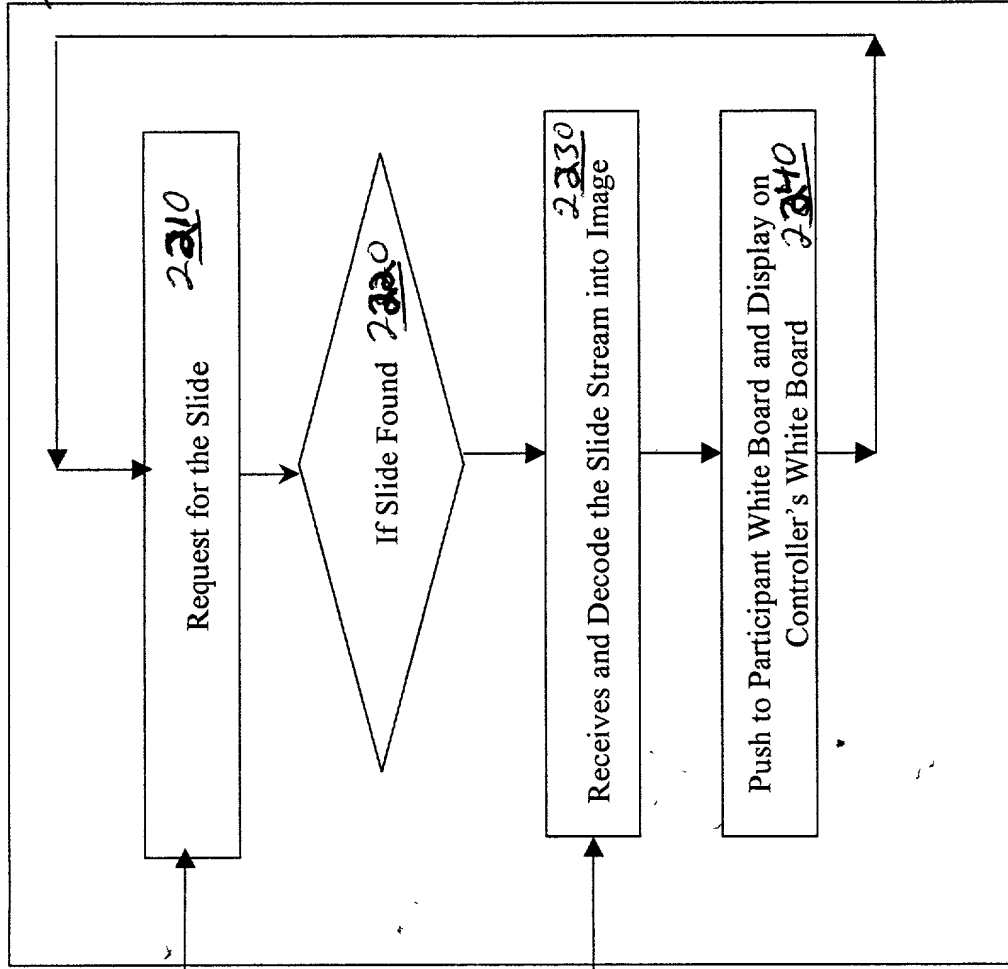 Request for the Slide 2210
If Slide Found 2220
Receives and Decode the Slide Stream into Image 2230
Push to Participant White Board and Display on
Controller's White Board 2240